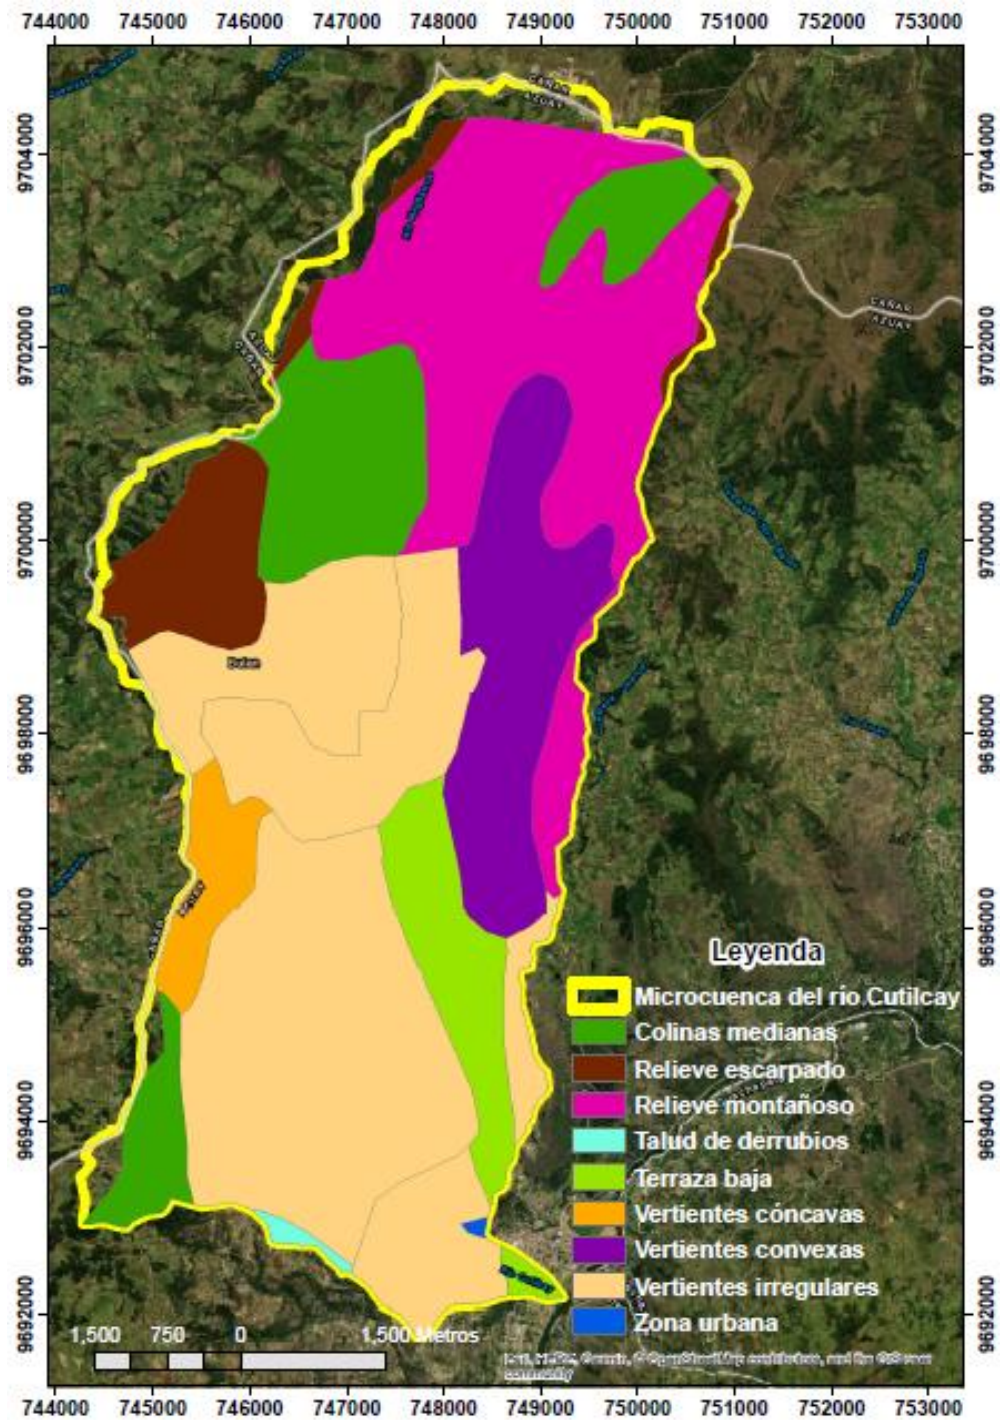 744000 745000 746000 747000 748000 749000 750000 751000 752000 753000
9704000
9702000
9700000
9698000
9696000
9694000
9692000
CAÑAR
AZUAY
CAÑAR
AZUAY
CAÑAR
Dulan
CAÑAR
Leyenda
Microcuenca del río Cutilcay
Colinas medianas
Relieve escarpado
Relieve montañoso
Talud de derrubios
Terraza baja
Vertientes cóncavas
Vertientes convexas
Vertientes irregulares
Zona urbana
1,500 750 0 1,500 Metros
9704000
9702000
9700000
9698000
9696000
9694000
9692000
744000 745000 746000 747000 748000 749000 750000 751000 752000 753000